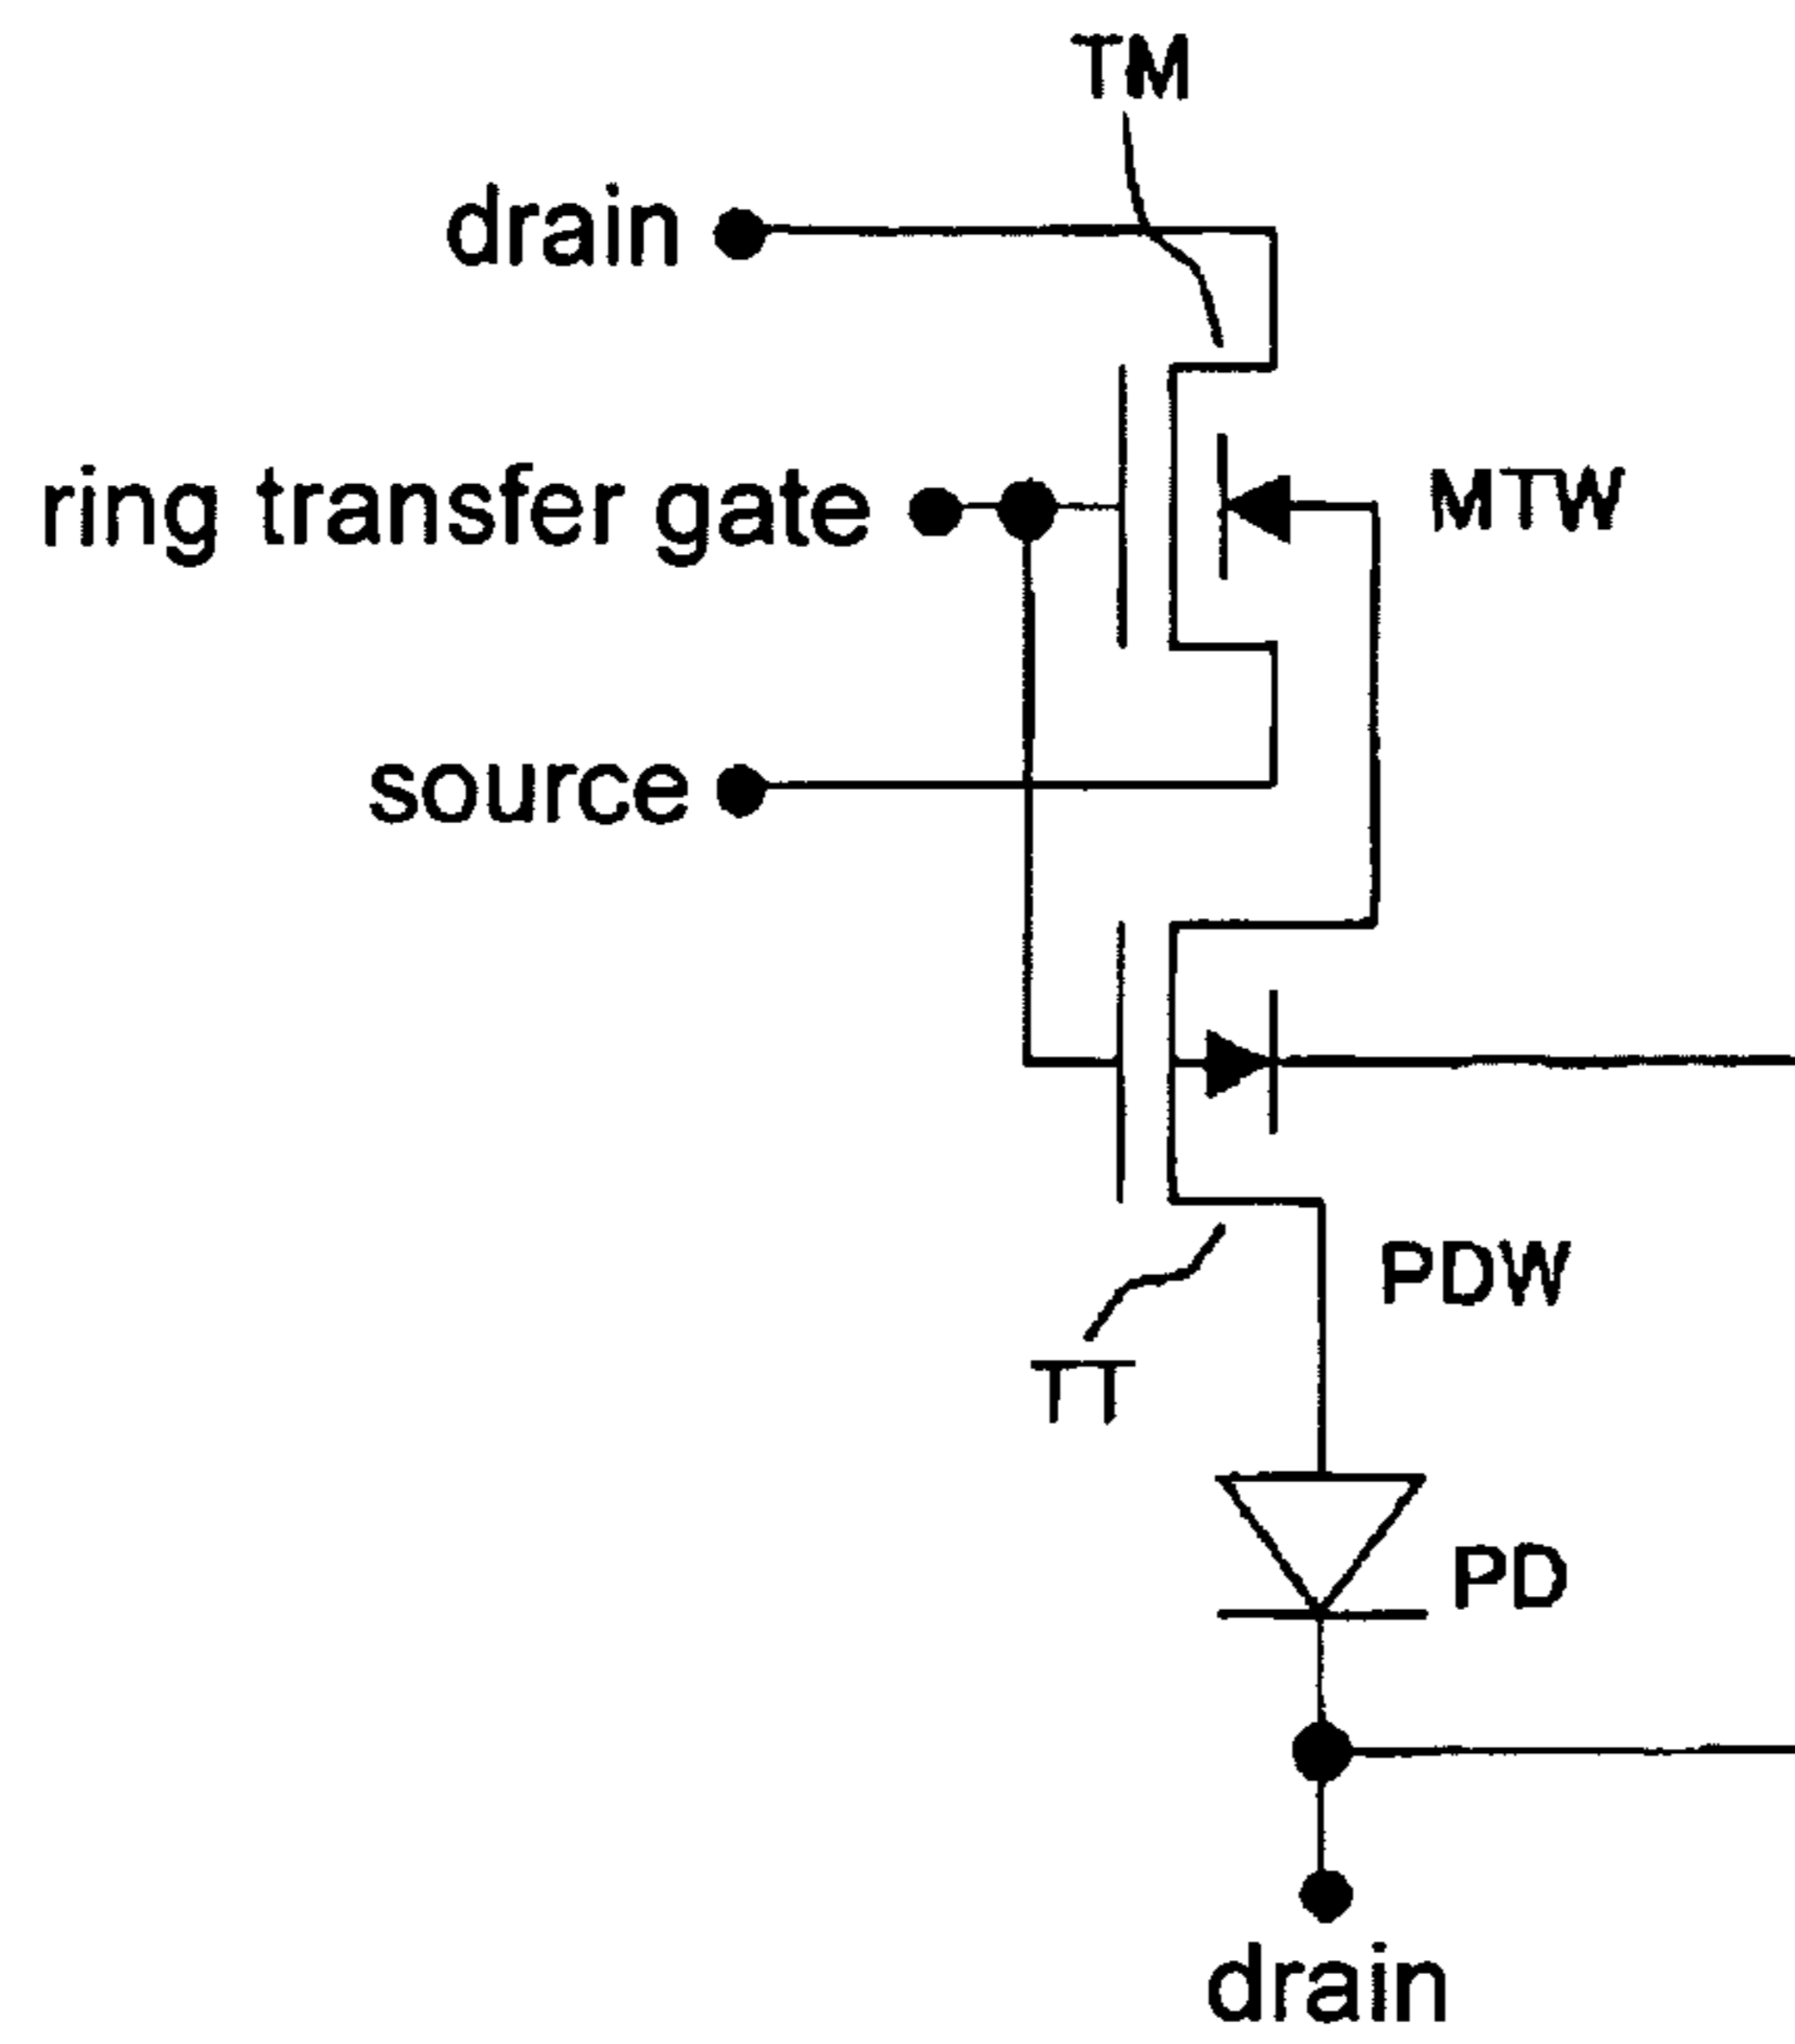 TM
drain
ring transfer gate
MTW
source
PDW
TT
PD
drain